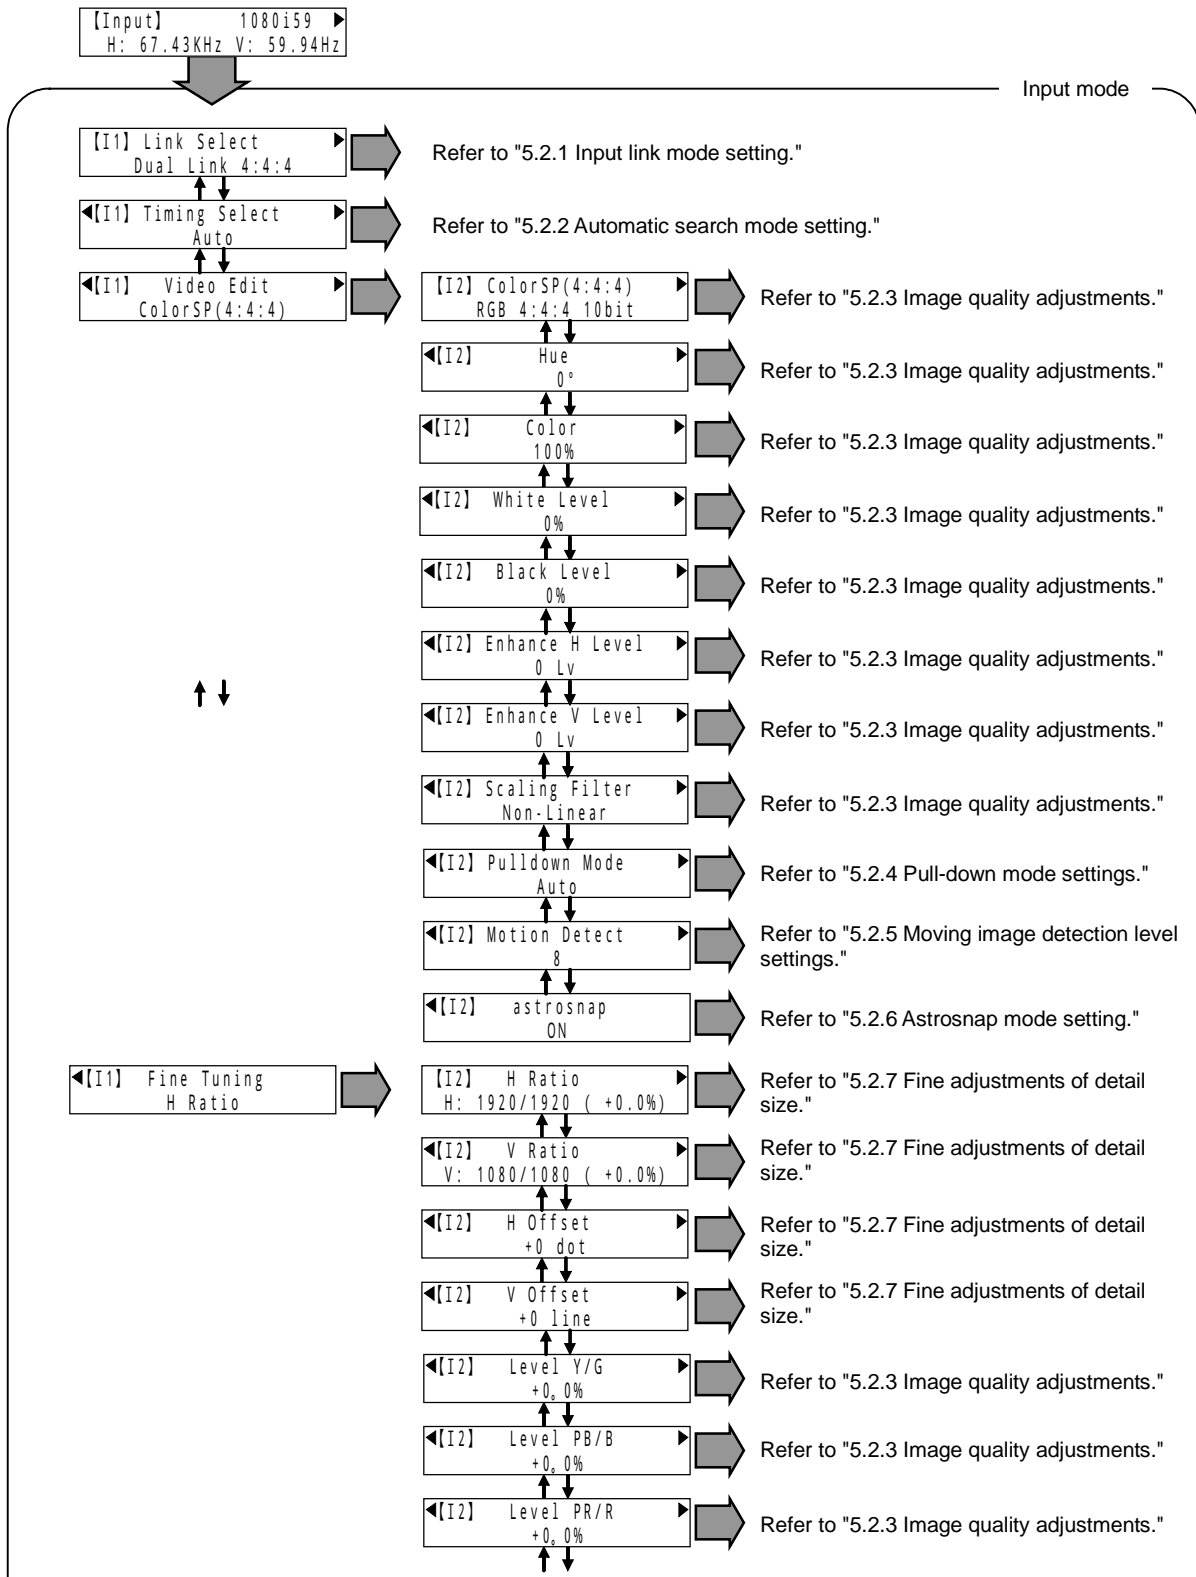 【Input】 1080i59 ▶
H: 67.43KHz V: 59.94Hz
Input mode
【I1】 Link Select ▶
Dual Link 4:4:4
Refer to "5.2.1 Input link mode setting."
◀【I1】 Timing Select ▶
Auto
Refer to "5.2.2 Automatic search mode setting."
◀【I1】 Video Edit
ColorSP(4:4:4)
【I2】 ColorSP(4:4:4) ▶
RGB 4:4:4 10bit
Refer to "5.2.3 Image quality adjustments."
◀【I2】 Hue ▶
0°
Refer to "5.2.3 Image quality adjustments."
◀【I2】 Color ▶
100%
Refer to "5.2.3 Image quality adjustments."
◀【I2】 White Level ▶
0%
Refer to "5.2.3 Image quality adjustments."
◀【I2】 Black Level ▶
0%
Refer to "5.2.3 Image quality adjustments."
◀【I2】 Enhance H Level ▶
0 Lv
Refer to "5.2.3 Image quality adjustments."
◀【I2】 Enhance V Level ▶
0 Lv
Refer to "5.2.3 Image quality adjustments."
◀【I2】 Scaling Filter ▶
Non-Linear
Refer to "5.2.3 Image quality adjustments."
◀【I2】 Pulldown Mode ▶
Auto
Refer to "5.2.4 Pull-down mode settings."
◀【I2】 Motion Detect ▶
8
Refer to "5.2.5 Moving image detection level
settings."
◀【I2】 astrosnap
ON
Refer to "5.2.6 Astrosnap mode setting."
◀【I1】 Fine Tuning
H Ratio
【I2】 H Ratio ▶
H: 1920/1920 ( +0.0%)
Refer to "5.2.7 Fine adjustments of detail
size."
◀【I2】 V Ratio ▶
V: 1080/1080 ( +0.0%)
Refer to "5.2.7 Fine adjustments of detail
size."
◀【I2】 H Offset ▶
+0 dot
Refer to "5.2.7 Fine adjustments of detail
size."
◀【I2】 V Offset ▶
+0 line
Refer to "5.2.7 Fine adjustments of detail
size."
◀【I2】 Level Y/G ▶
+0。0%
Refer to "5.2.3 Image quality adjustments."
◀【I2】 Level PB/B ▶
+0。0%
Refer to "5.2.3 Image quality adjustments."
◀【I2】 Level PR/R ▶
+0。0%
Refer to "5.2.3 Image quality adjustments."